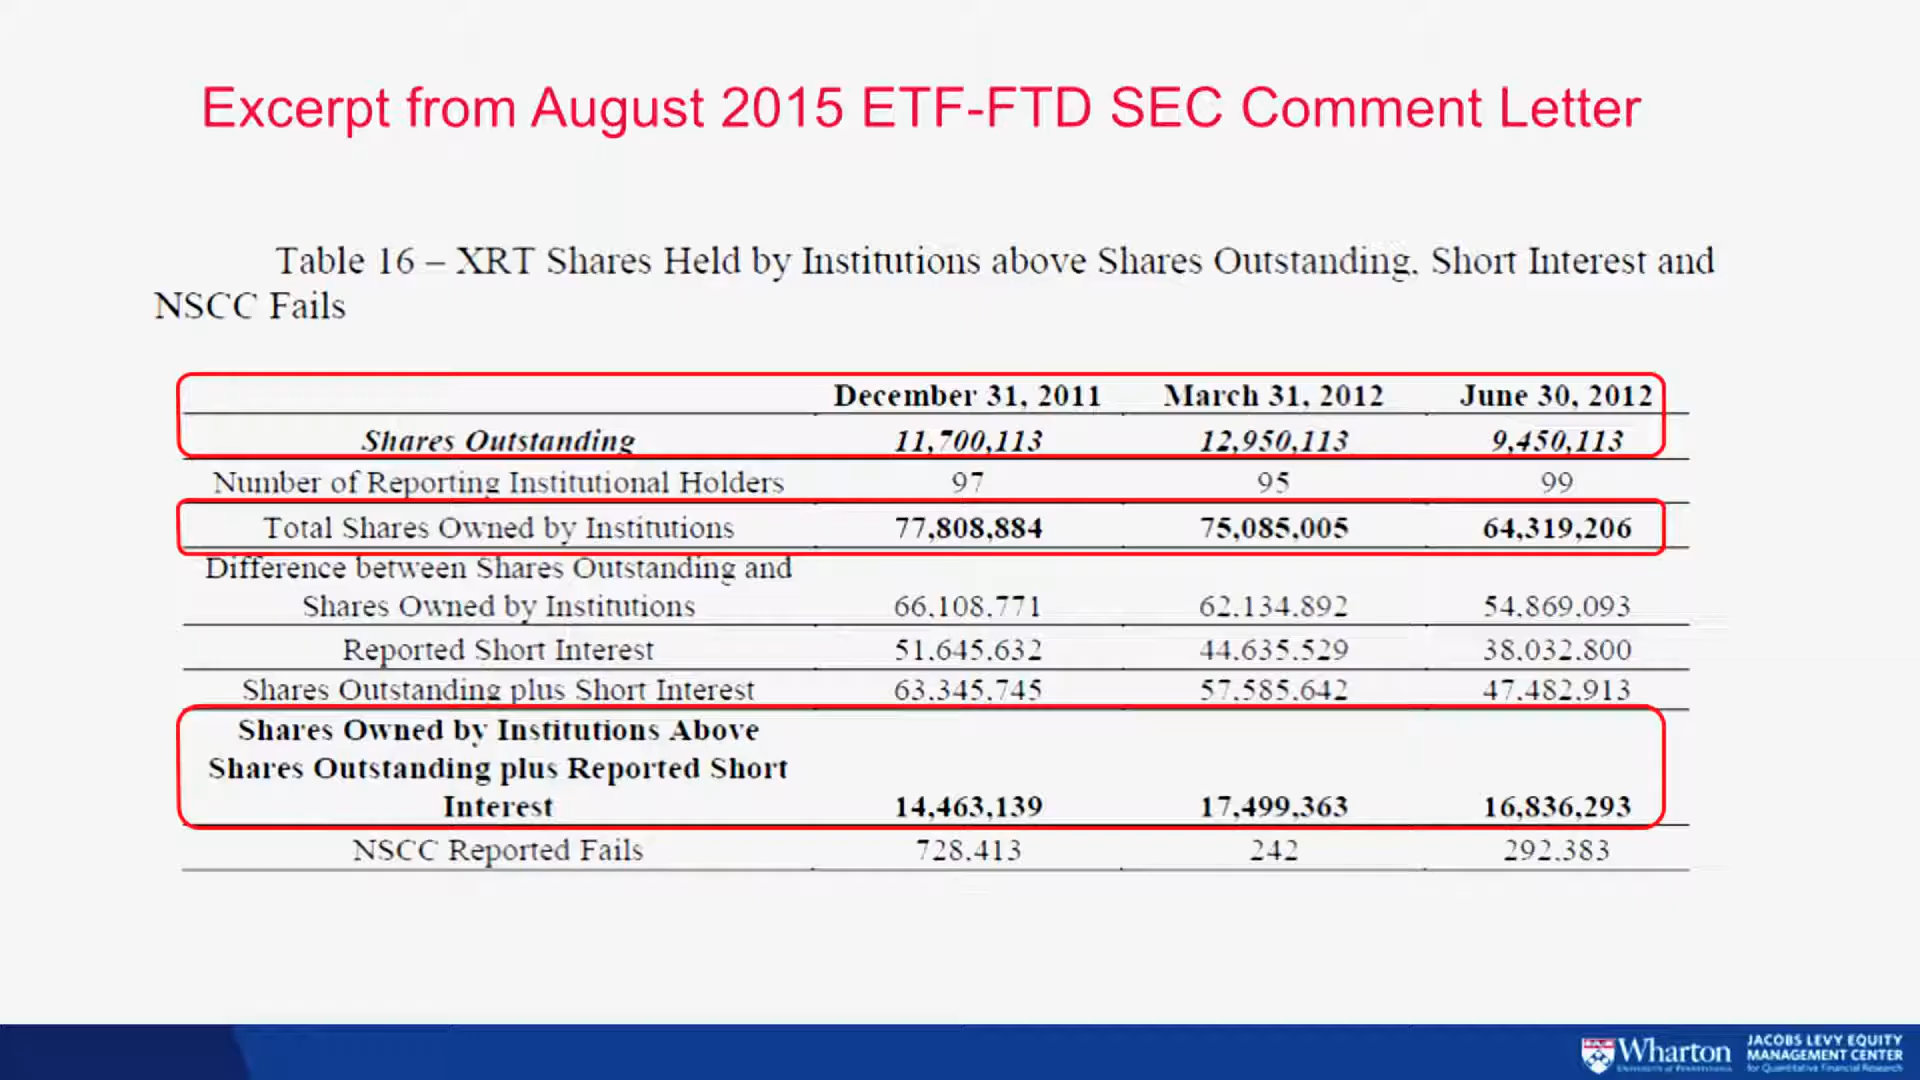 Excerpt from August 2015 ETF-FTD SEC Comment Letter
Table 16 – XRT Shares Held by Institutions above Shares Outstanding, Short Interest and
NSCC Fails
December 31, 2011 March 31, 2012 June 30, 2012
Shares Outstanding 11,700,113 12,950,113 9,450,113
Number of Reporting Institutional Holders 97 95 99
Total Shares Owned by Institutions 77,808,884 75,085,005 64,319,206
Difference between Shares Outstanding and
Shares Owned by Institutions 66,108,771 62,134,892 54,869,093
Reported Short Interest 51,645,632 44,635,529 38,032,800
Shares Outstanding plus Short Interest 63,345,745 57,585,642 47,482,913
Shares Owned by Institutions Above
Shares Outstanding plus Reported Short
Interest 14,463,139 17,499,363 16,836,293
NSCC Reported Fails 728,413 242 292,383
Wharton
UNIVERSITY of PENNSYLVANIA
JACOBS LEVY EQUITY
MANAGEMENT CENTER
for Quantitative Financial Research